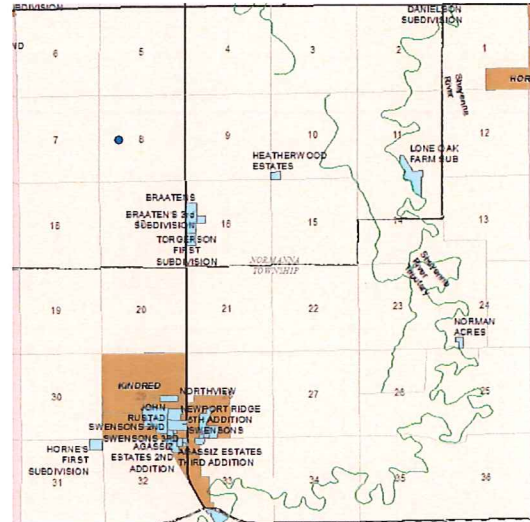 BDIVISION
ND
DANIELSON
SUBDIVISION
6
5
4
3
2
1
HOR
Sheyenne
River
7
8
9
10
11
12
HEATHERWOOD
ESTATES
LONE OAK
FARM SUB
BRAATENS
BRAATEN'S 3rd
SUBDIVISION
TORGERSON
FIRST
SUBDIVISION
18
16
15
14
13
NORMANNA
TOWNSHIP
Sheyenne
River
Tributary
19
20
21
22
23
24
NORMAN
ACRES
KINDRED
30
27
26
25
NORTHVIEW
JOHN
RUSTAD
NEWPORT RIDGE
5TH ADDITION
SWENSONS 2ND
SWENSONS
SWENSONS 3RD
AGASSIZ
ESTATES 2ND
ADDITION
AGASSIZ ESTATES
THIRD ADDITION
HORNE'S
FIRST
SUBDIVISION
31
32
33
34
35
36